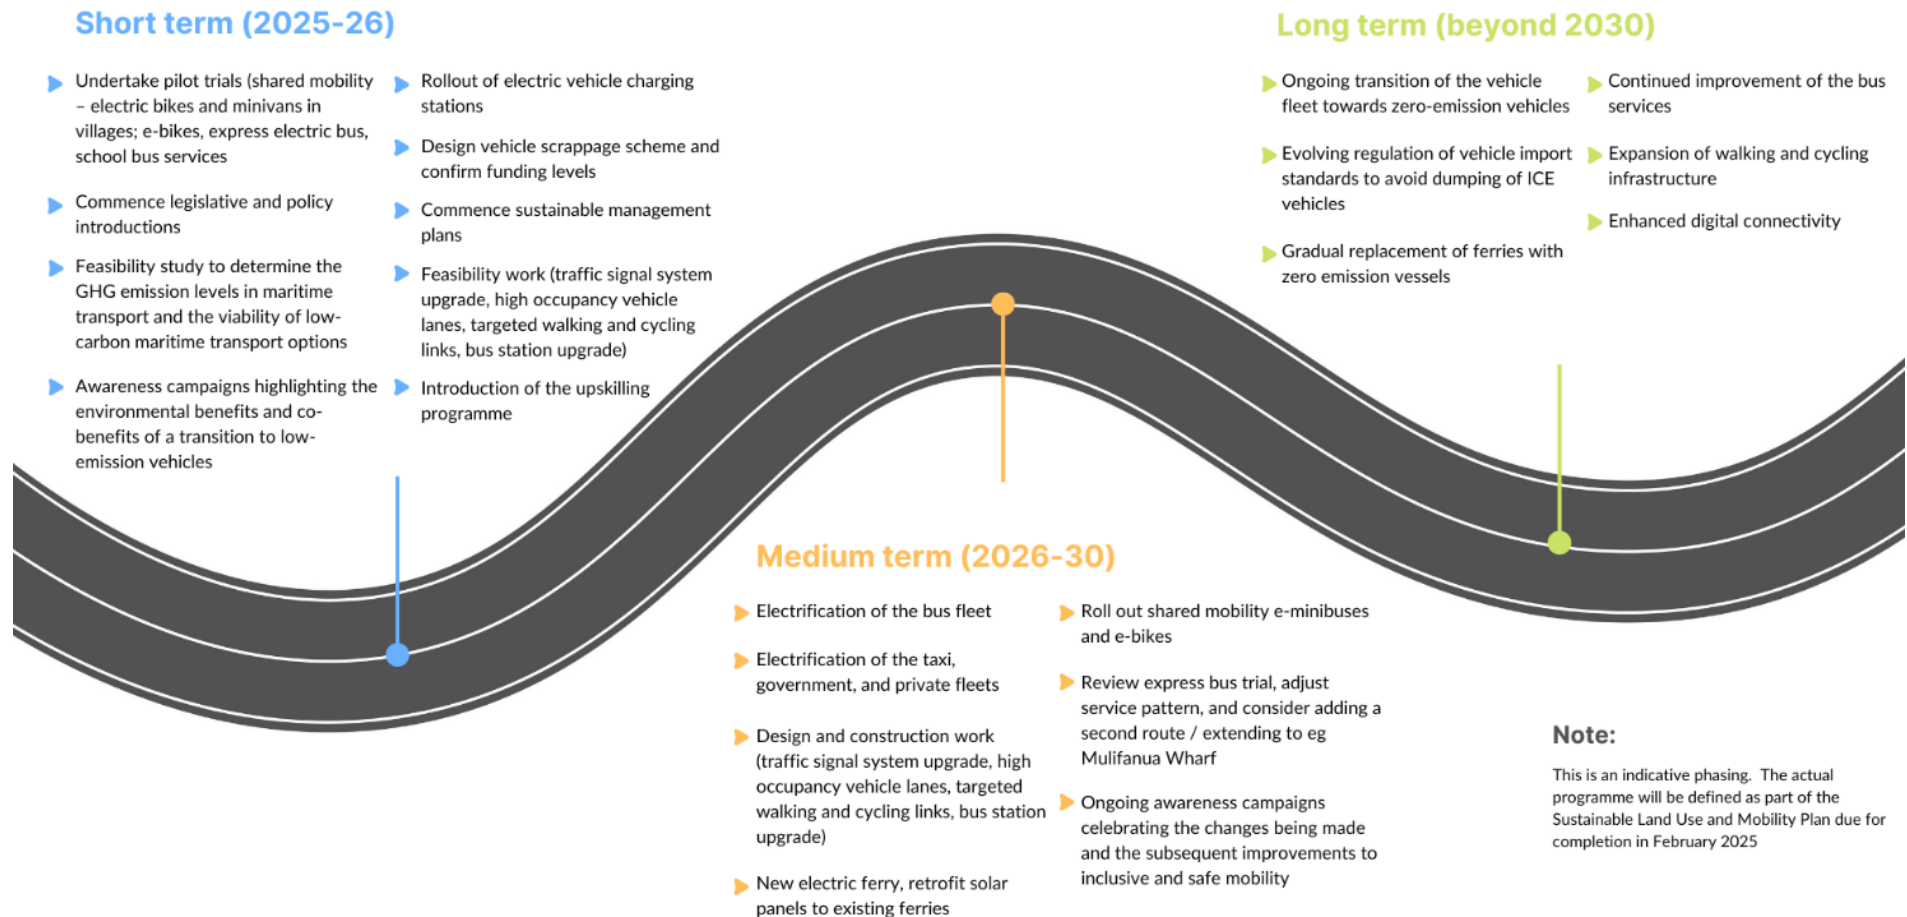 Short term (2025-26)
Undertake pilot trials (shared mobility
– electric bikes and minivans in
villages; e-bikes, express electric bus,
school bus services
Commence legislative and policy
introductions
Feasibility study to determine the
GHG emission levels in maritime
transport and the viability of low-
carbon maritime transport options
Awareness campaigns highlighting the
environmental benefits and co-
benefits of a transition to low-
emission vehicles
Rollout of electric vehicle charging
stations
Design vehicle scrappage scheme and
confirm funding levels
Commence sustainable management
plans
Feasibility work (traffic signal system
upgrade, high occupancy vehicle
lanes, targeted walking and cycling
links, bus station upgrade)
Introduction of the upskilling
programme
Medium term (2026-30)
Electrification of the bus fleet
Electrification of the taxi,
government, and private fleets
Design and construction work
(traffic signal system upgrade, high
occupancy vehicle lanes, targeted
walking and cycling links, bus station
upgrade)
New electric ferry, retrofit solar
panels to existing ferries
Roll out shared mobility e-minibuses
and e-bikes
Review express bus trial, adjust
service pattern, and consider adding a
second route / extending to eg
Mulifanua Wharf
Ongoing awareness campaigns
celebrating the changes being made
and the subsequent improvements to
inclusive and safe mobility
Long term (beyond 2030)
Ongoing transition of the vehicle
fleet towards zero-emission vehicles
Evolving regulation of vehicle import
standards to avoid dumping of ICE
vehicles
Gradual replacement of ferries with
zero emission vessels
Continued improvement of the bus
services
Expansion of walking and cycling
infrastructure
Enhanced digital connectivity
Note:
This is an indicative phasing. The actual
programme will be defined as part of the
Sustainable Land Use and Mobility Plan due for
completion in February 2025